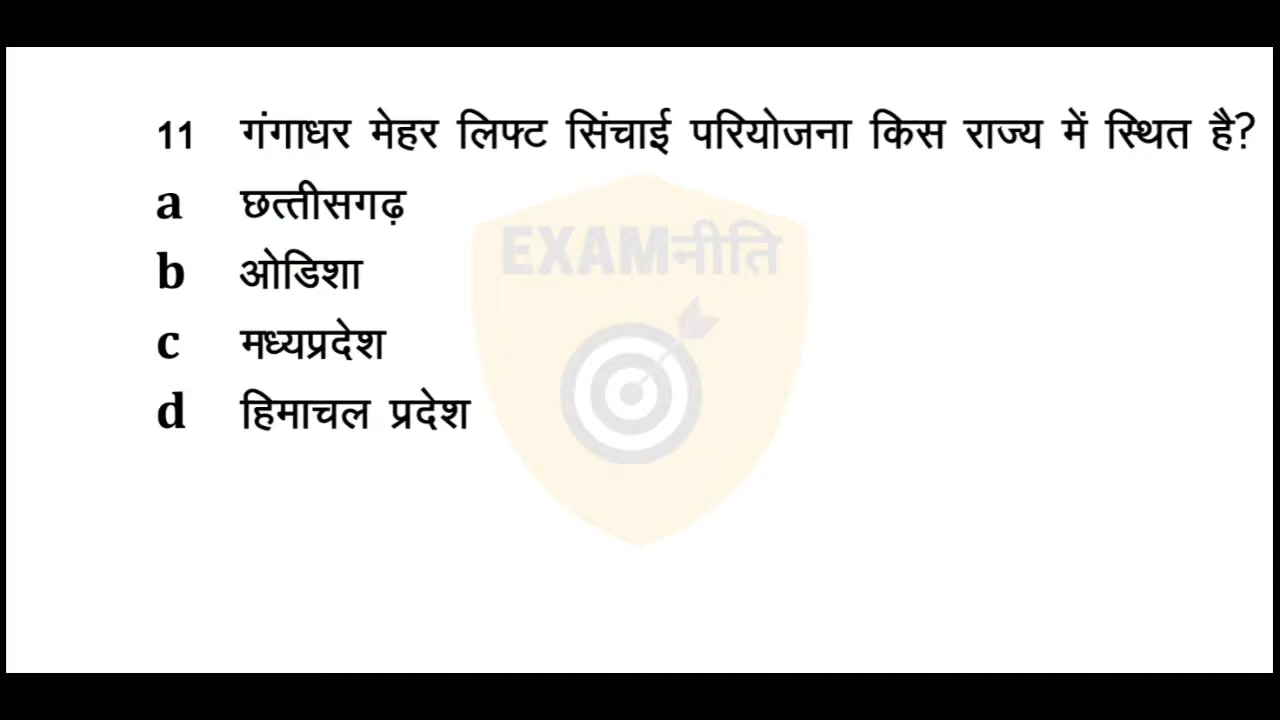 11 गंगाधर मेहर लिफ्ट सिंचाई परियोजना किस राज्य में स्थित है?
a छत्तीसगढ़
EXAMनीति
b ओडिशा
c मध्यप्रदेश
d हिमाचल प्रदेश